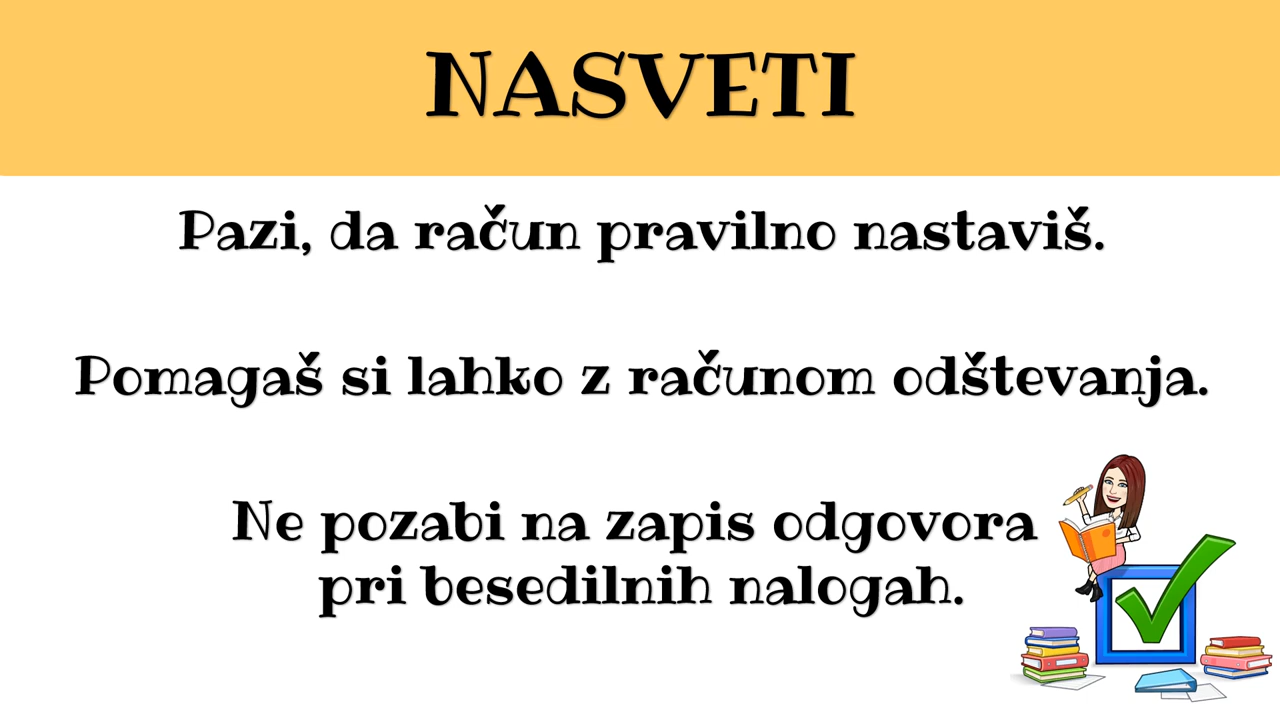 NASVETI
Pazi, da račun pravilno nastaviš.
Pomagaš si lahko z računom odštevanja.
Ne pozabi na zapis odgovora
pri besedilnih nalogah.